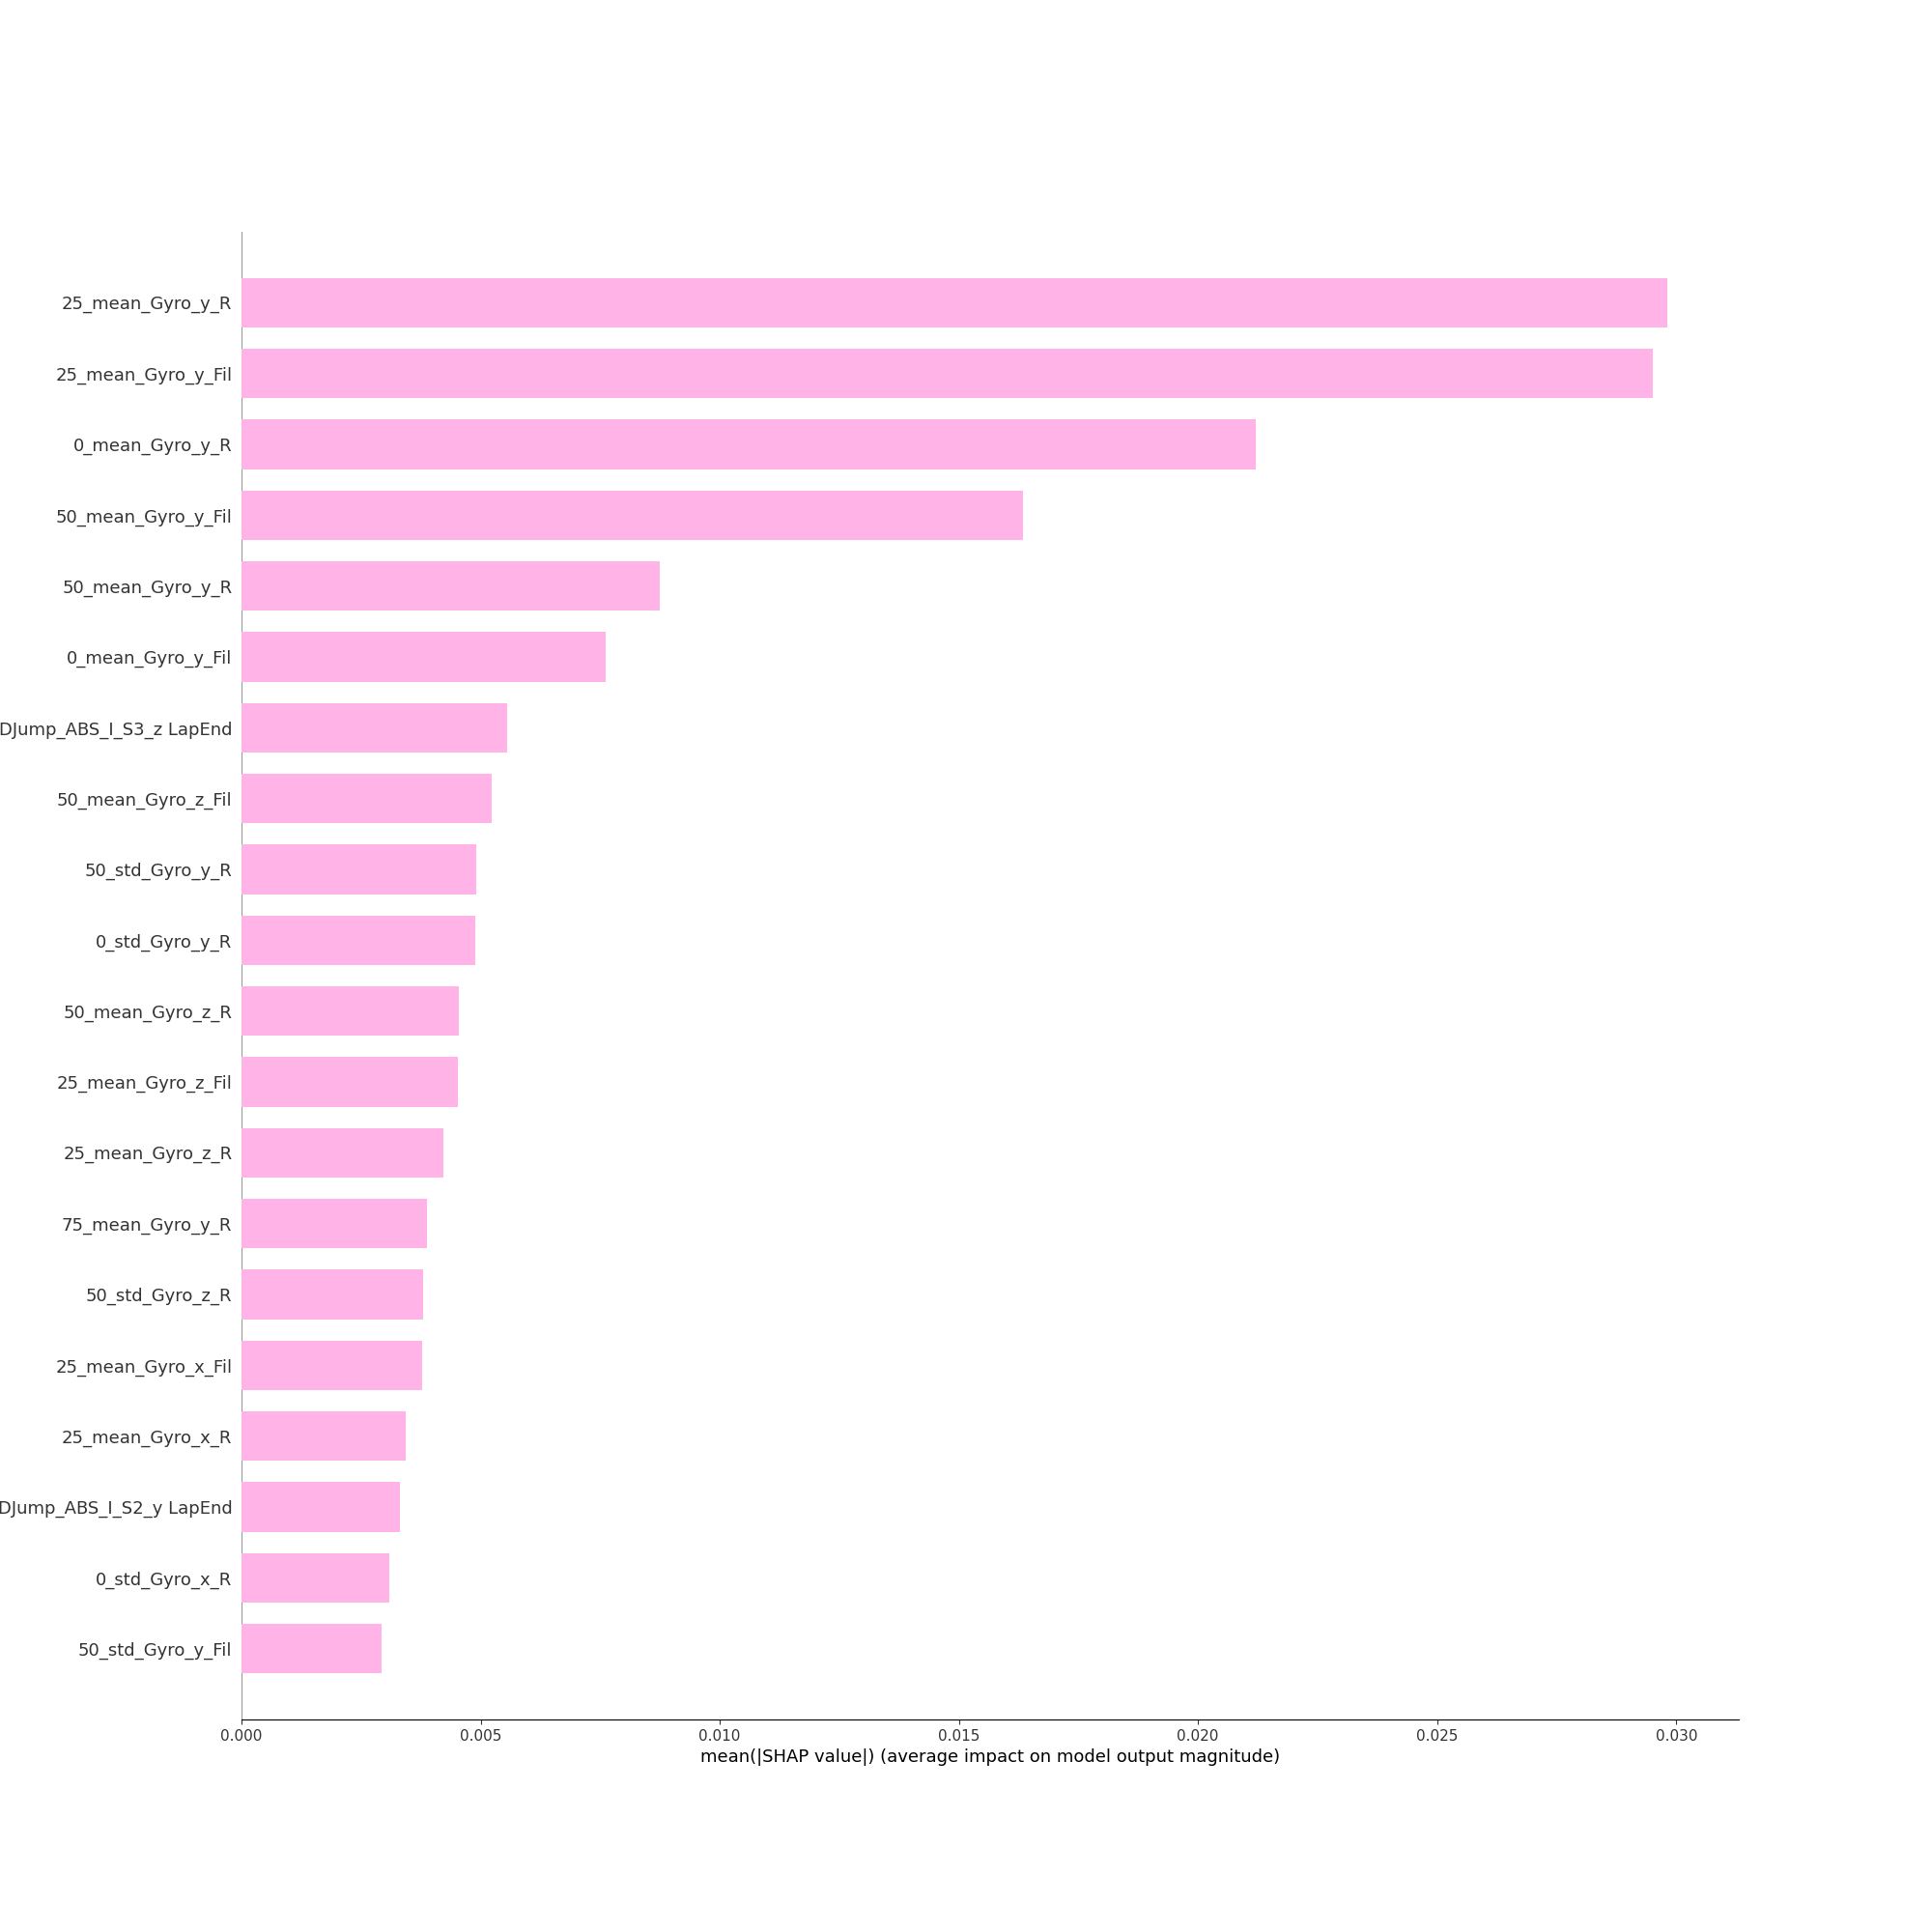 25_mean_Gyro_y_R
25_mean_Gyro_y_Fil
0_mean_Gyro_y_R
50_mean_Gyro_y_Fil
50_mean_Gyro_y_R
0_mean_Gyro_y_Fil
DJump_ABS_I_S3_z LapEnd
50_mean_Gyro_z_Fil
50_std_Gyro_y_R
0_std_Gyro_y_R
50_mean_Gyro_z_R
25_mean_Gyro_z_Fil
25_mean_Gyro_z_R
75_mean_Gyro_y_R
50_std_Gyro_z_R
25_mean_Gyro_x_Fil
25_mean_Gyro_x_R
DJump_ABS_I_S2_y LapEnd
0_std_Gyro_x_R
50_std_Gyro_y_Fil
0.000 0.005 0.010 0.015 0.020 0.025 0.030
mean(|SHAP value|) (average impact on model output magnitude)